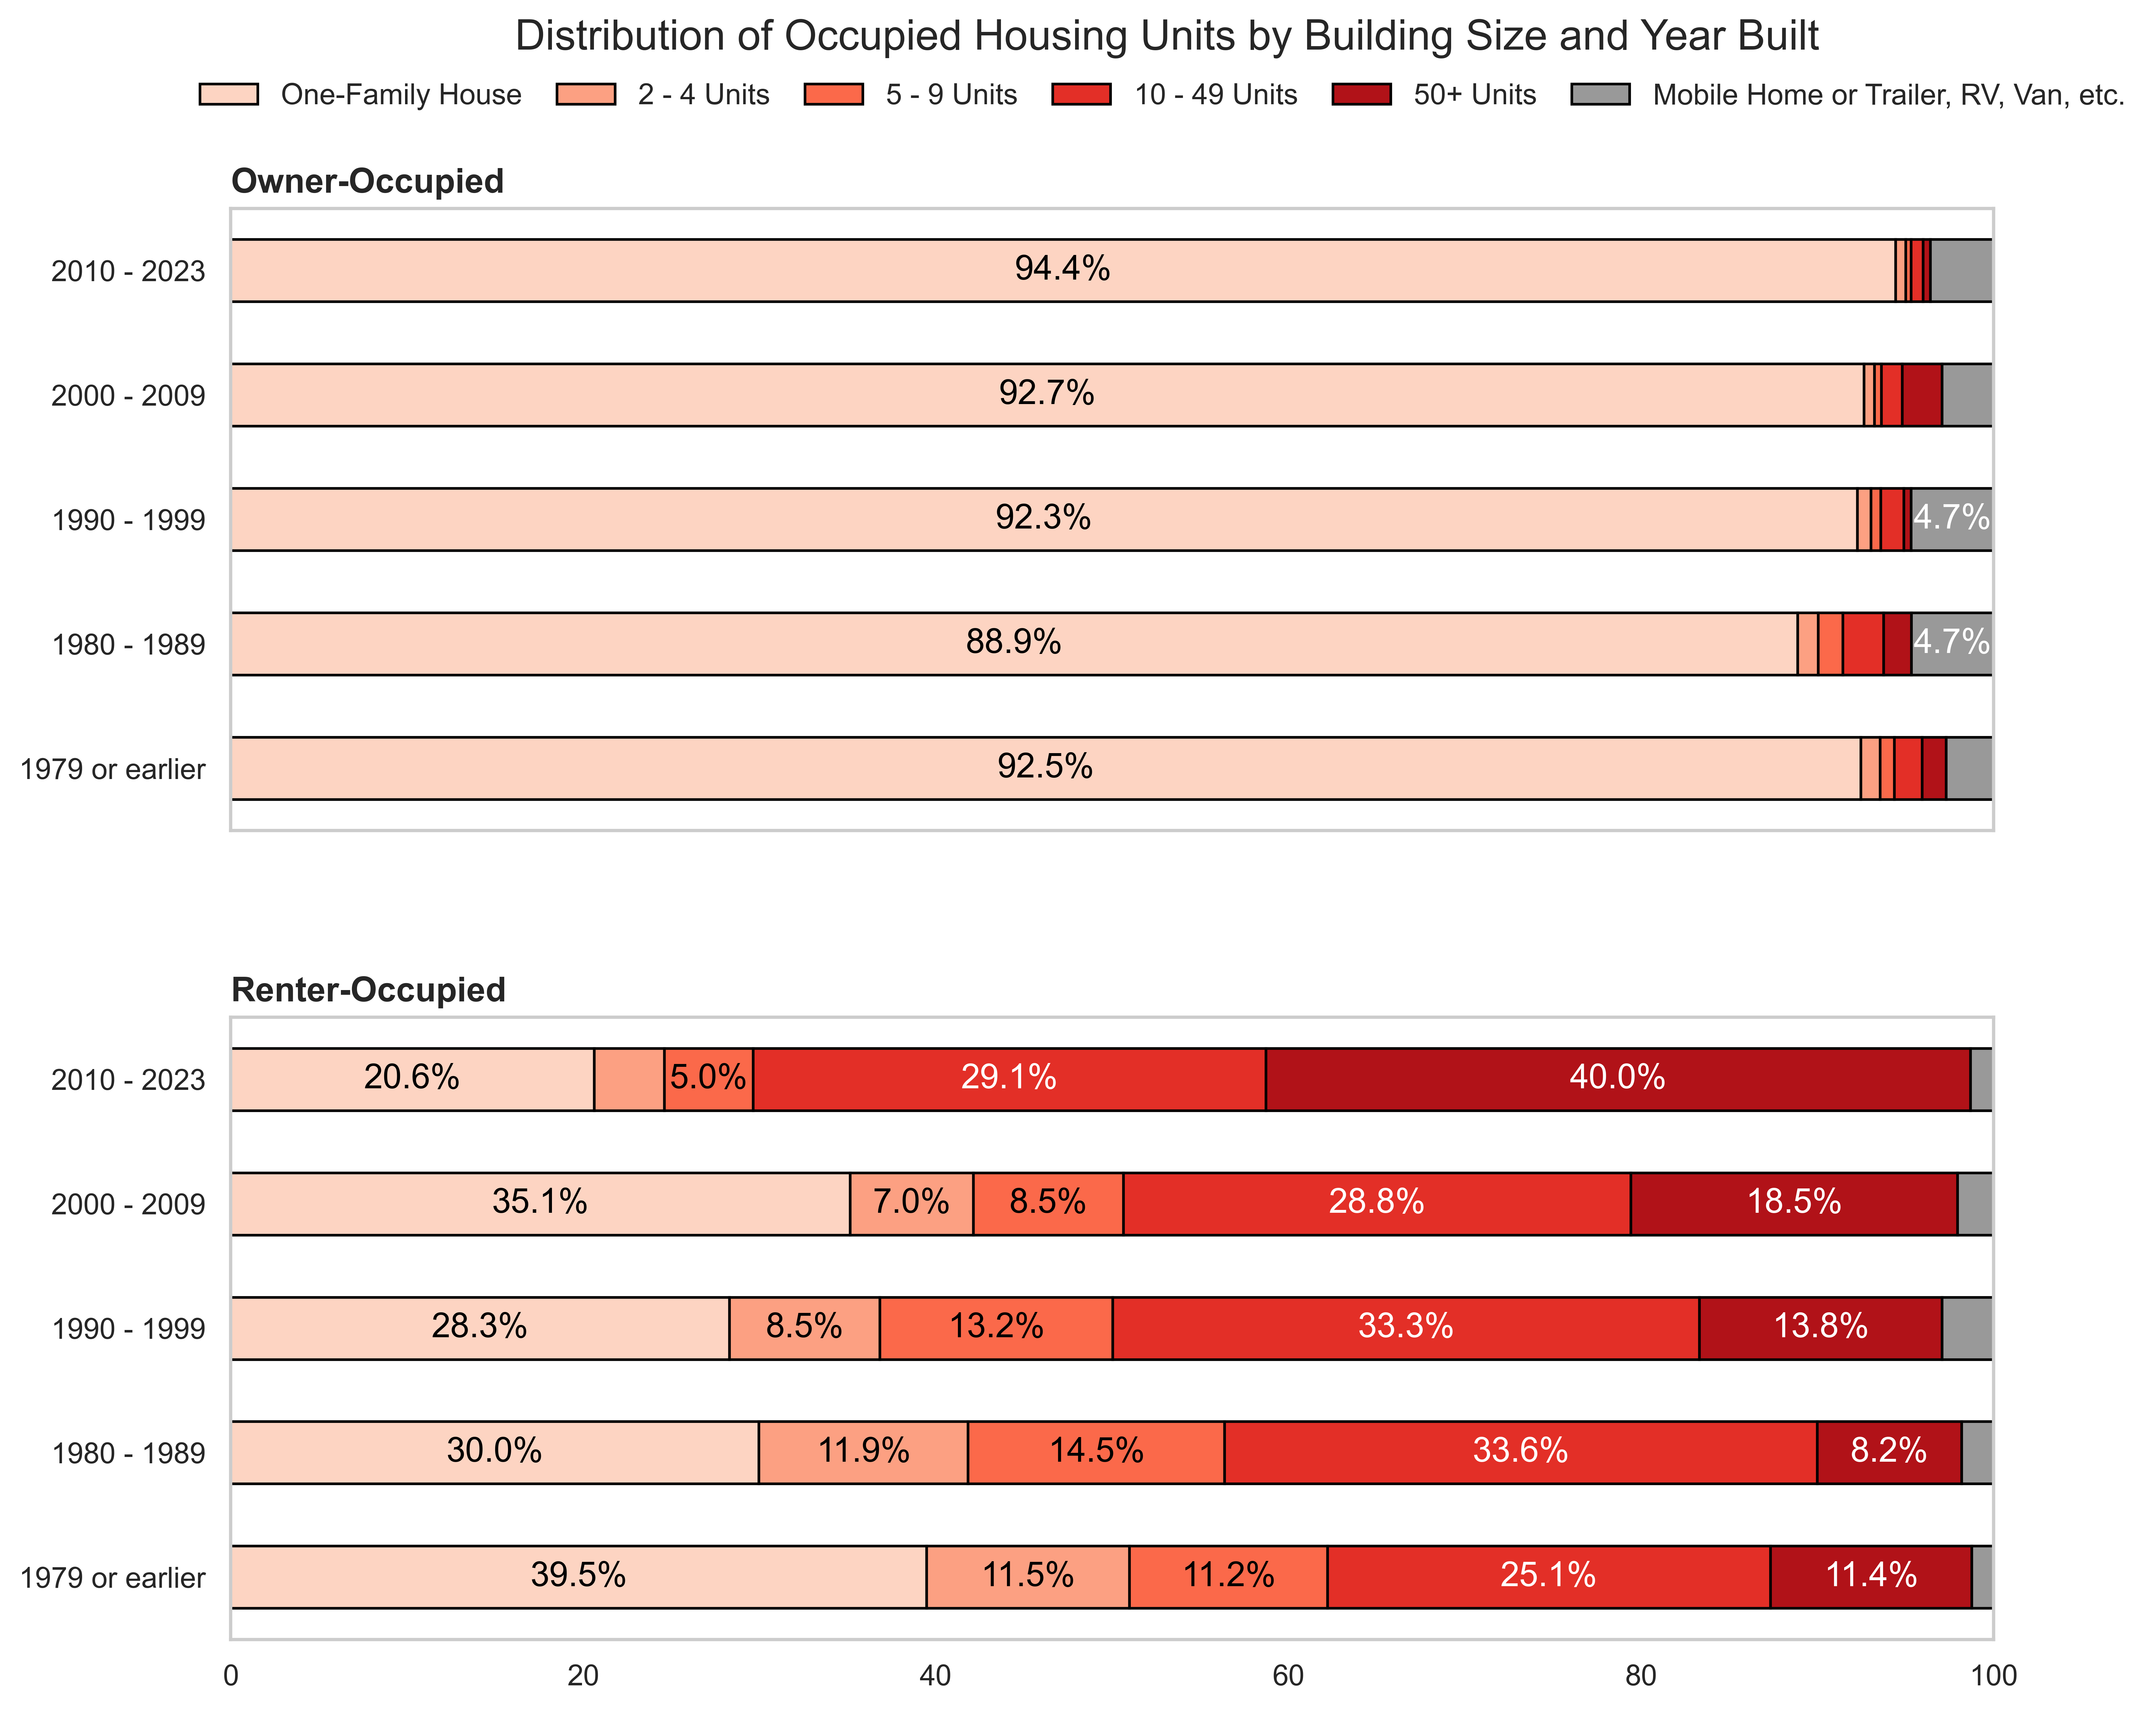 Distribution of Occupied Housing Units by Building Size and Year Built
One-Family House 2 - 4 Units 5 - 9 Units 10 - 49 Units 50+ Units Mobile Home or Trailer, RV, Van, etc.
Owner-Occupied
2010 - 2023 94.4%
2000 - 2009 92.7%
1990 - 1999 92.3% 4.7%
1980 - 1989 88.9% 4.7%
1979 or earlier 92.5%
Renter-Occupied
2010 - 2023 20.6% 5.0% 29.1% 40.0%
2000 - 2009 35.1% 7.0% 8.5% 28.8% 18.5%
1990 - 1999 28.3% 8.5% 13.2% 33.3% 13.8%
1980 - 1989 30.0% 11.9% 14.5% 33.6% 8.2%
1979 or earlier 39.5% 11.5% 11.2% 25.1% 11.4%
0 20 40 60 80 100